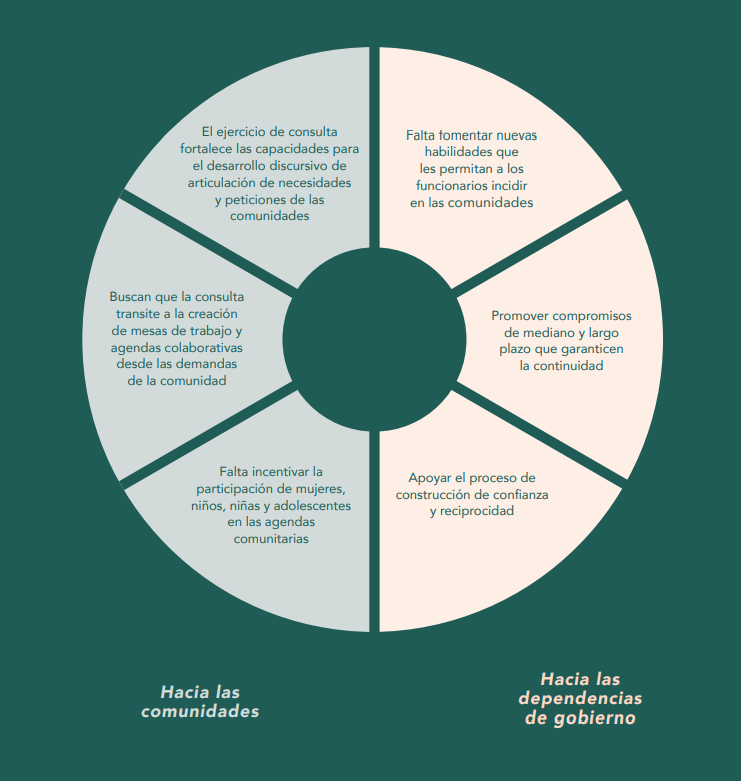 El ejercicio de consulta
fortalece las capacidades para
el desarrollo discursivo de
articulación de necesidades
y peticiones de las
comunidades
Falta fomentar nuevas
habilidades que
les permitan a los
funcionarios incidir
en las comunidades
Buscan que la consulta
transite a la creación
de mesas de trabajo y
agendas colaborativas
desde las demandas
de la comunidad
Promover compromisos
de mediano y largo
plazo que garanticen
la continuidad
Falta incentivar la
participación de mujeres,
niños, niñas y adolescentes
en las agendas
comunitarias
Apoyar el proceso de
construcción de confianza
y reciprocidad
Hacia las
comunidades
Hacia las
dependencias
de gobierno